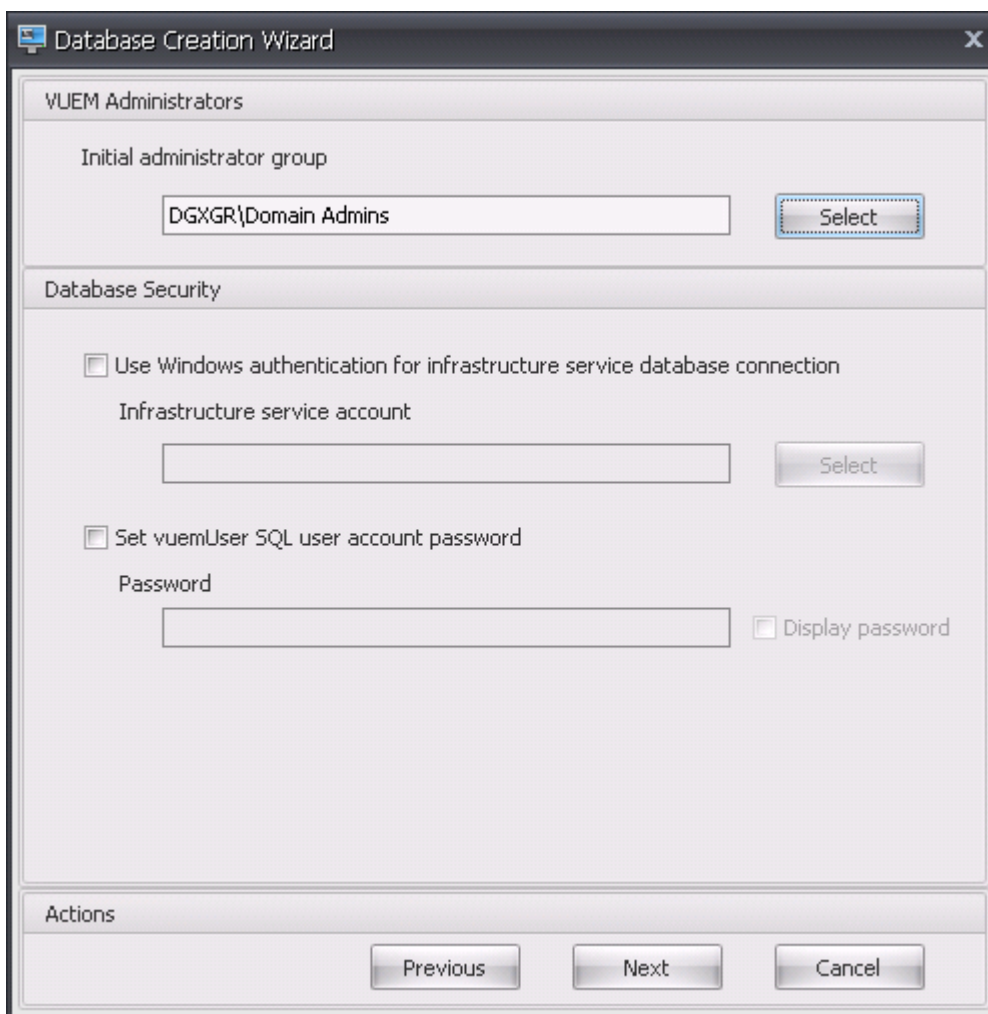 Database Creation Wizard
VUEM Administrators
Initial administrator group
DGXGR\Domain Admins Select
Database Security
Use Windows authentication for infrastructure service database connection
Infrastructure service account
Select
Set vuemUser SQL user account password
Password
Display password
Actions
Previous Next Cancel